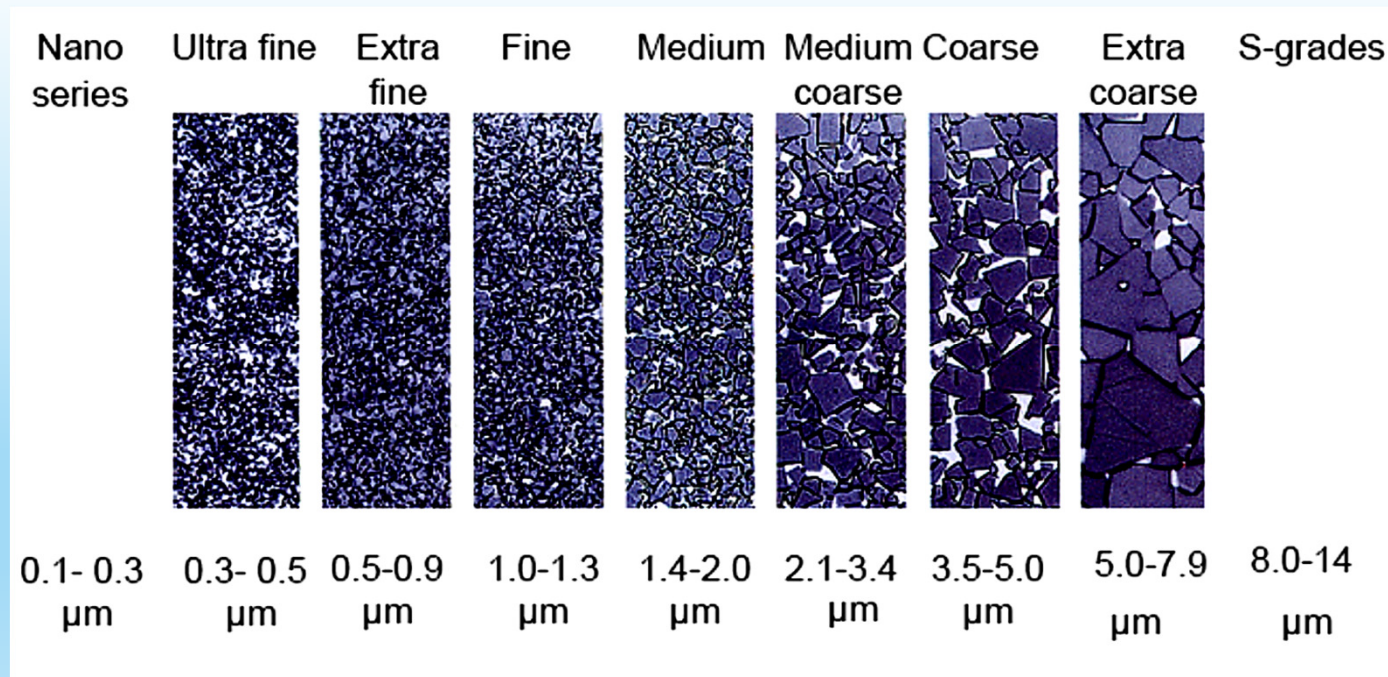 Nano series
Ultra fine
Extra fine
Fine
Medium
Medium coarse
Coarse
Extra coarse
S-grades
0.1- 0.3 µm
0.3- 0.5 µm
0.5-0.9 µm
1.0-1.3 µm
1.4-2.0 µm
2.1-3.4 µm
3.5-5.0 µm
5.0-7.9 µm
8.0-14 µm